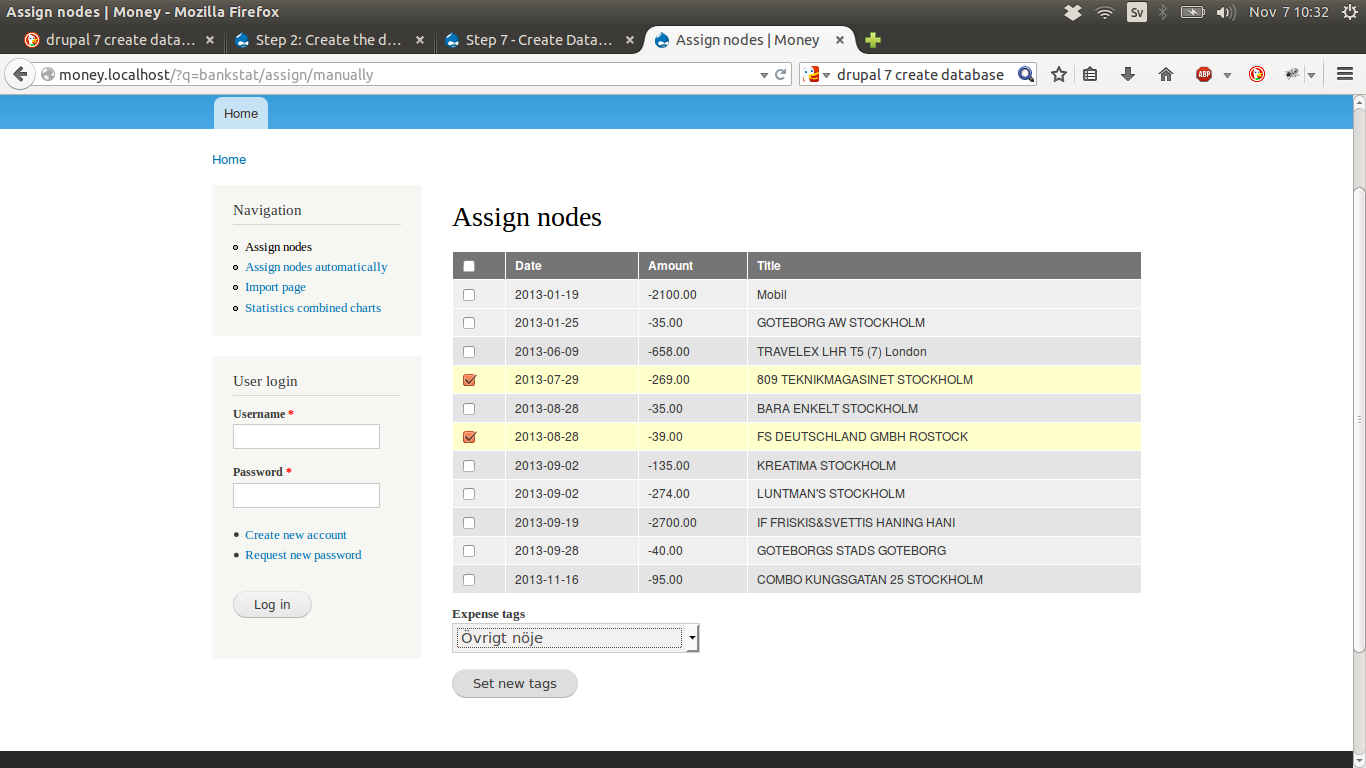 Assign nodes | Money - Mozilla Firefox
Sv
Nov 7 10:32
drupal 7 create data...
Step 2: Create the d...
Step 7 - Create Data...
Assign nodes | Money
money.localhost/?q=bankstat/assign/manually
drupal 7 create database
ABP
Home
Home
Navigation
Assign nodes
Assign nodes automatically
Import page
Statistics combined charts
User login
Username *
Password *
Create new account
Request new password
Log in
Assign nodes
Date Amount Title
2013-01-19 -2100.00 Mobil
2013-01-25 -35.00 GOTEBORG AW STOCKHOLM
2013-06-09 -658.00 TRAVELEX LHR T5 (7) London
2013-07-29 -269.00 809 TEKNIKMAGASINET STOCKHOLM
2013-08-28 -35.00 BARA ENKELT STOCKHOLM
2013-08-28 -39.00 FS DEUTSCHLAND GMBH ROSTOCK
2013-09-02 -135.00 KREATIMA STOCKHOLM
2013-09-02 -274.00 LUNTMAN'S STOCKHOLM
2013-09-19 -2700.00 IF FRISKIS&SVETTIS HANING HANI
2013-09-28 -40.00 GOTEBORGS STADS GOTEBORG
2013-11-16 -95.00 COMBO KUNGSGATAN 25 STOCKHOLM
Expense tags
Övrigt nöje
Set new tags